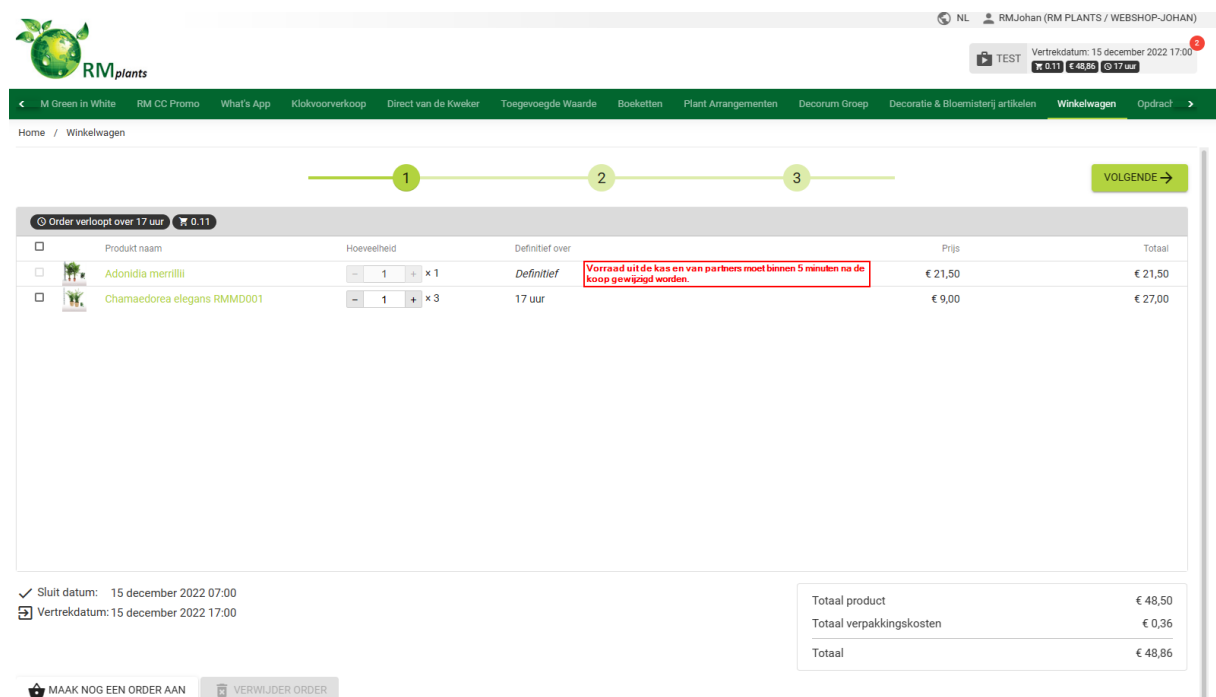 NL RMJohan (RM PLANTS / WEBSHOP-JOHAN)
RMplants
TEST
Vertrekdatum: 15 december 2022 17:00
2
0.11 € 48,86 17 uur
M Green in White RM CC Promo What's App Klokvoorverkoop Direct van de Kweker Toegevoegde Waarde Boeketten Plant Arrangementen Decorum Groep Decoratie & Bloemisterij artikelen Winkelwagen Opdrach
Home / Winkelwagen
1 2 3
VOLGENDE
Order verloopt over 17 uur 0.11
Produkt naam Hoeveelheid Definitief over Prijs Totaal
Adonidia merrillii − 1 + × 1 Definitief € 21,50 € 21,50
Vorraad uit de kas en van partners moet binnen 5 minuten na de
koop gewijzigd worden.
Chamaedorea elegans RMMD001 − 1 + × 3 17 uur € 9,00 € 27,00
Sluit datum: 15 december 2022 07:00
Vertrekdatum: 15 december 2022 17:00
Totaal product € 48,50
Totaal verpakkingskosten € 0,36
Totaal € 48,86
MAAK NOG EEN ORDER AAN VERWIJDER ORDER